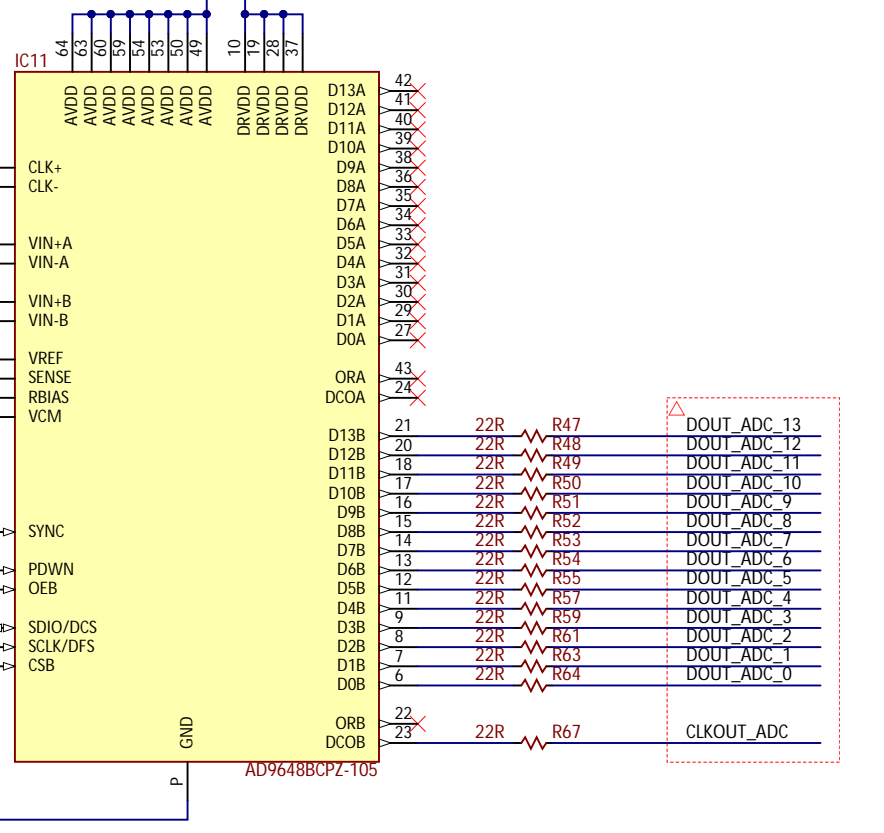 64 63 60 59 54 53 50 49 10 19 28 37
IC11
AVDD AVDD AVDD AVDD AVDD AVDD AVDD AVDD DRVDD DRVDD DRVDD DRVDD
D13A 42
D12A 41
D11A 40
D10A 39
CLK+ D9A 38
CLK- D8A 36
D7A 35
D6A 34
VIN+A D5A 33
VIN-A D4A 32
D3A 31
VIN+B D2A 30
VIN-B D1A 29
D0A 27
VREF
SENSE ORA 43
RBIAS DCOA 24
VCM
D13B 21 22R R47 DOUT_ADC_13
D12B 20 22R R48 DOUT_ADC_12
D11B 18 22R R49 DOUT_ADC_11
D10B 17 22R R50 DOUT_ADC_10
D9B 16 22R R51 DOUT_ADC_9
SYNC D8B 15 22R R52 DOUT_ADC_8
D7B 14 22R R53 DOUT_ADC_7
PDWN D6B 13 22R R54 DOUT_ADC_6
OEB D5B 12 22R R55 DOUT_ADC_5
D4B 11 22R R57 DOUT_ADC_4
SDIO/DCS D3B 9 22R R59 DOUT_ADC_3
SCLK/DFS D2B 8 22R R61 DOUT_ADC_2
CSB D1B 7 22R R63 DOUT_ADC_1
D0B 6 22R R64 DOUT_ADC_0
ORB 22
GND DCOB 23 22R R67 CLKOUT_ADC
P AD9648BCPZ-105